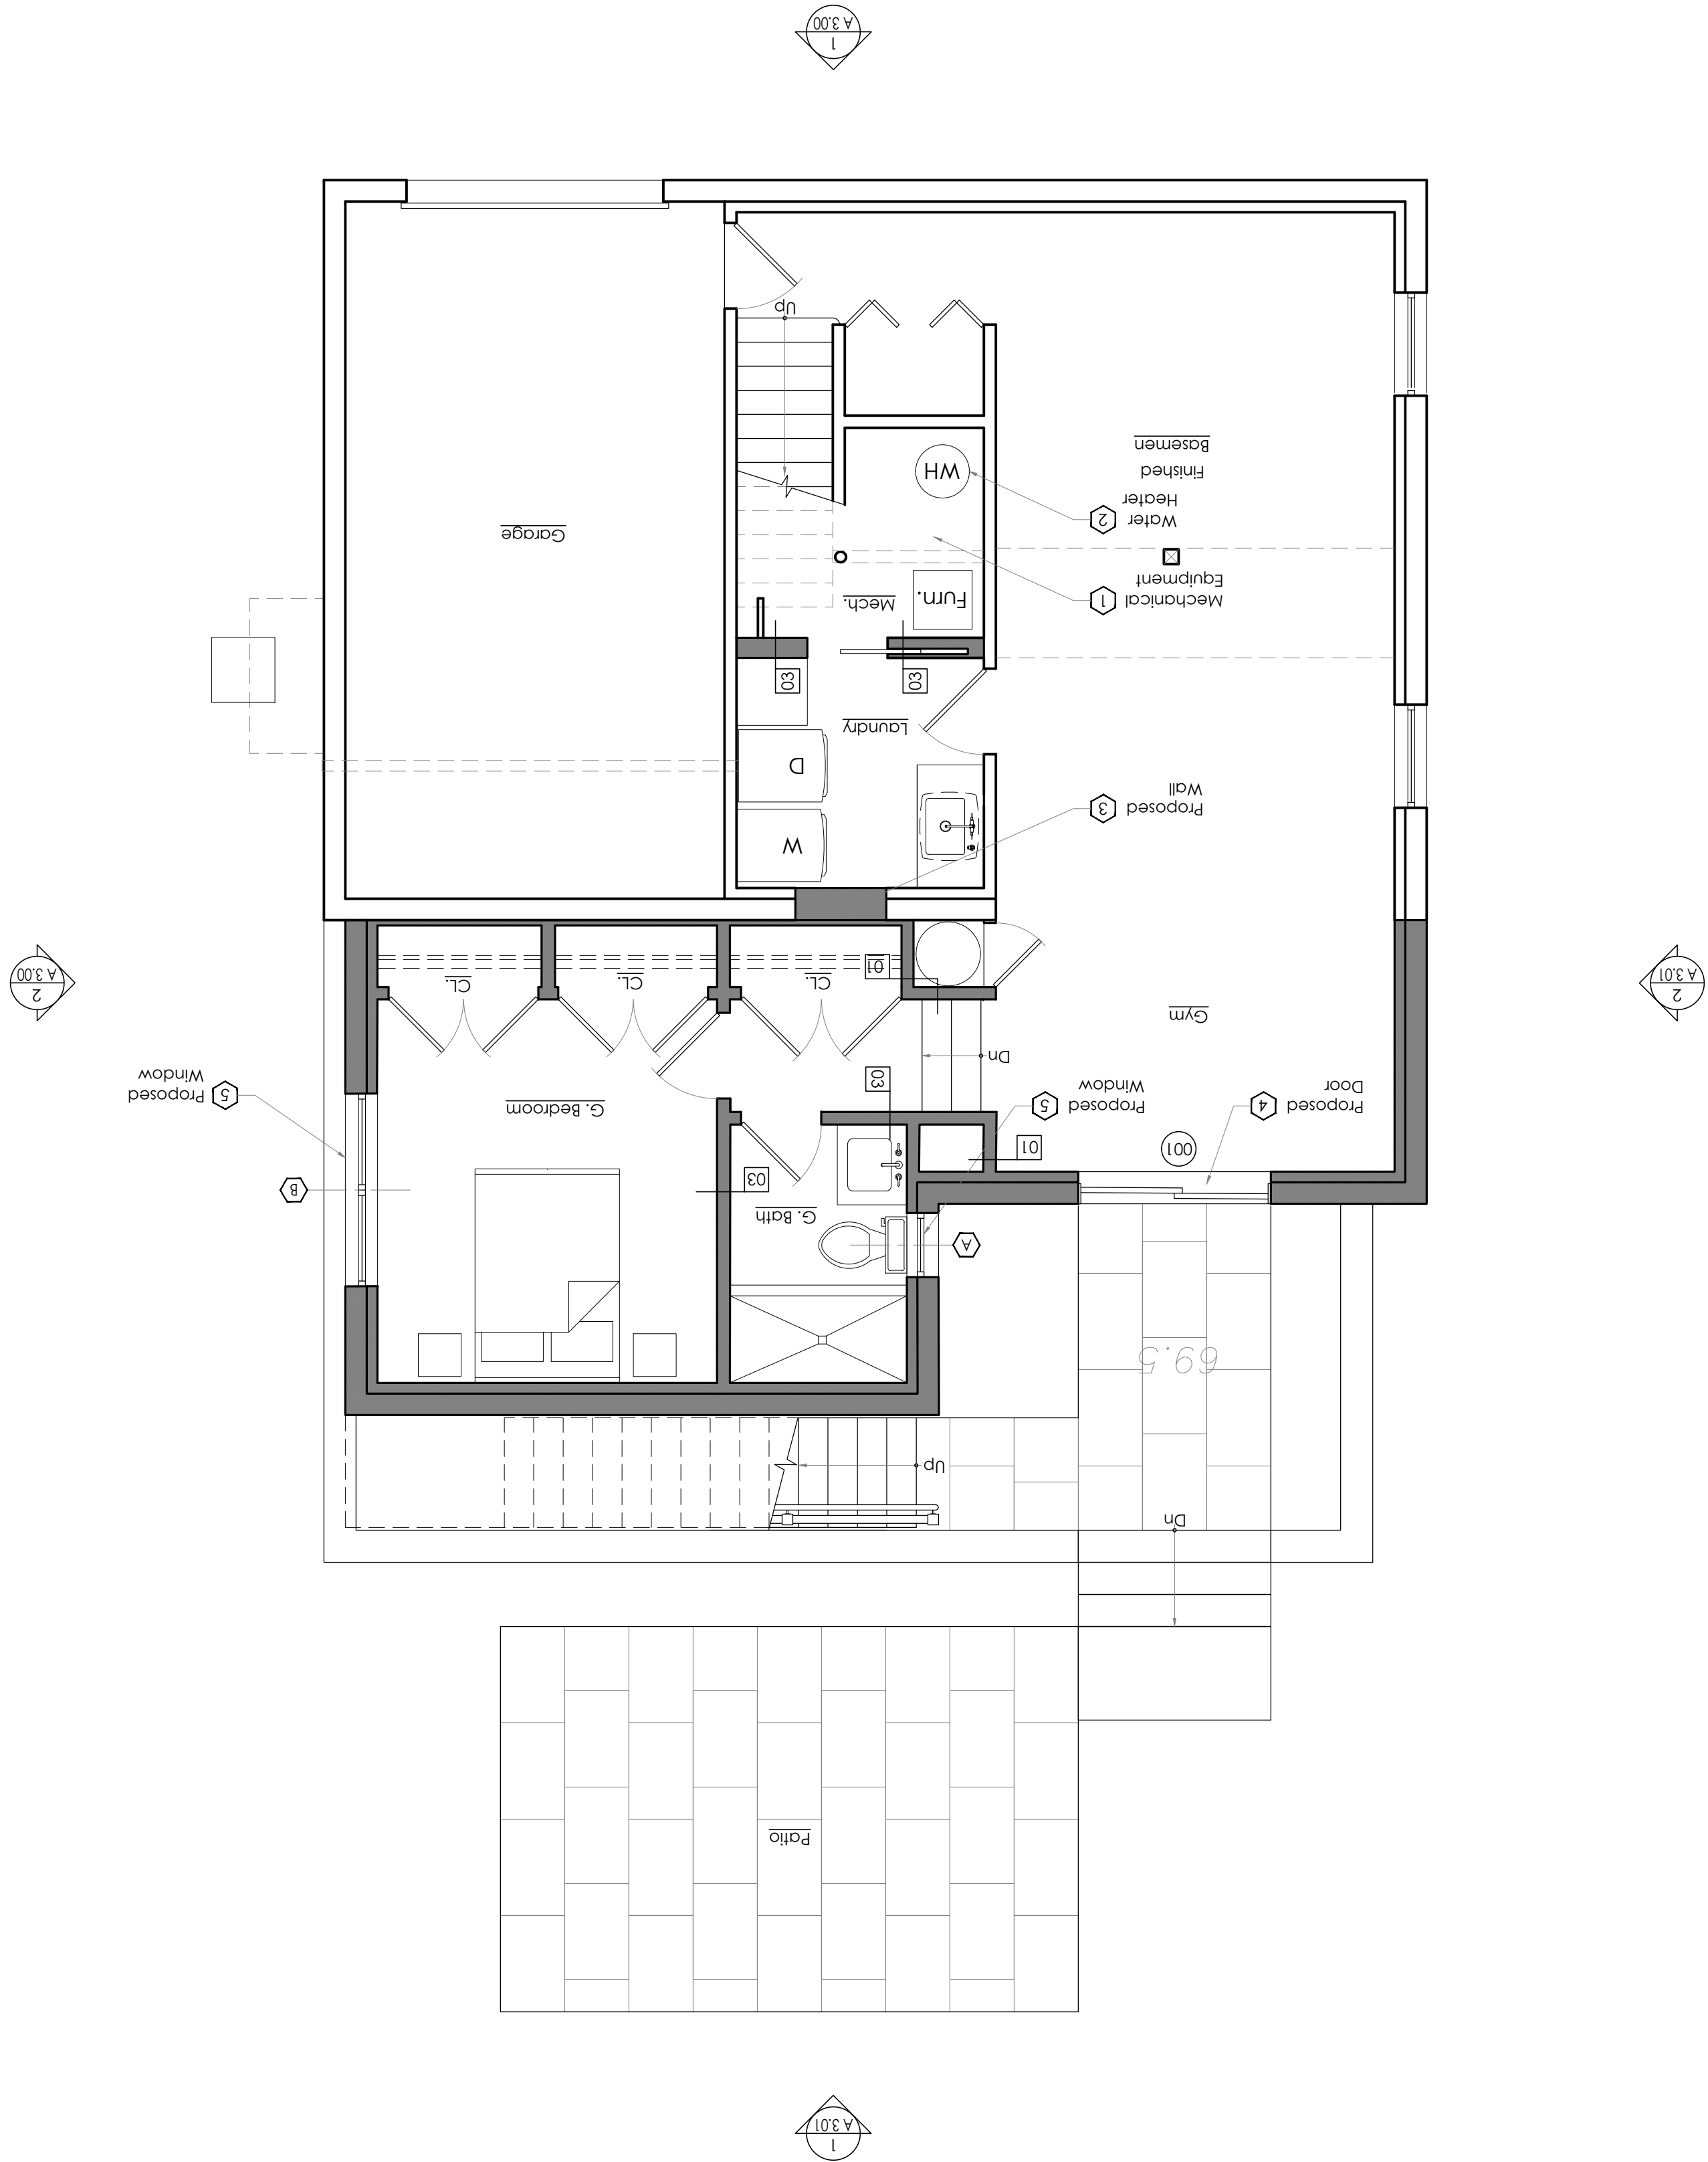 1
A 3.01
Patio
Dn
Up
69.5
A
G. Bath
B
03
001
01
Proposed
Door
4
Proposed
Window
5
G. Bedroom
Proposed
Window
5
03
Dn
Gym
01
CL.
CL.
CL.
2
A 3.01
2
A 3.00
W
Proposed
Wall
3
D
Laundry
03
03
Mechanical
Equipment
1
Furn.
Mech.
Water
Heater
2
Garage
Finished
Basemen
WH
Up
1
A 3.00